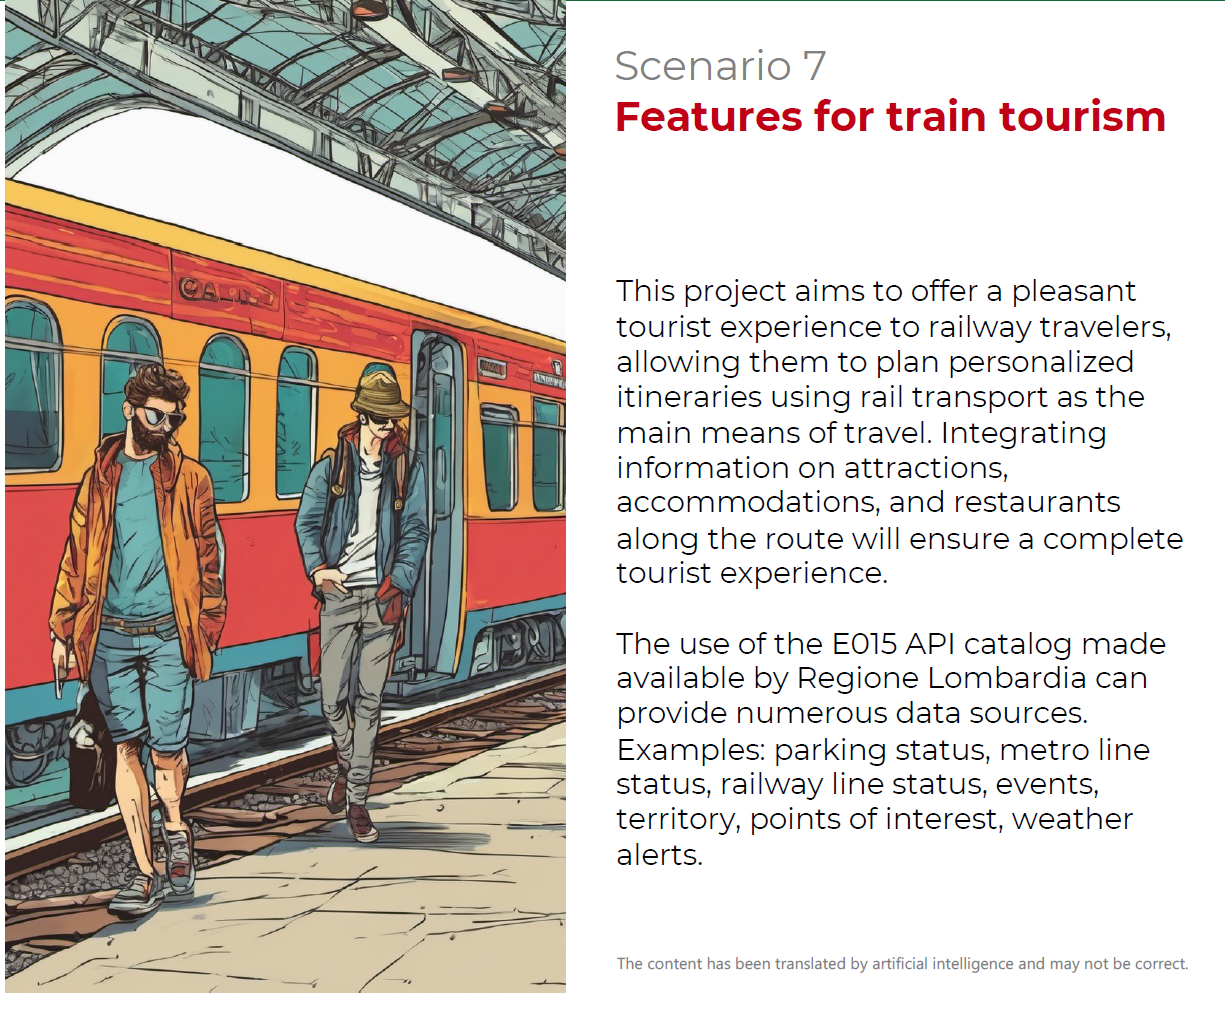 Scenario 7
Features for train tourism
This project aims to offer a pleasant
tourist experience to railway travelers,
allowing them to plan personalized
itineraries using rail transport as the
main means of travel. Integrating
information on attractions,
accommodations, and restaurants
along the route will ensure a complete
tourist experience.
The use of the E015 API catalog made
available by Regione Lombardia can
provide numerous data sources.
Examples: parking status, metro line
status, railway line status, events,
territory, points of interest, weather
alerts.
The content has been translated by artificial intelligence and may not be correct.